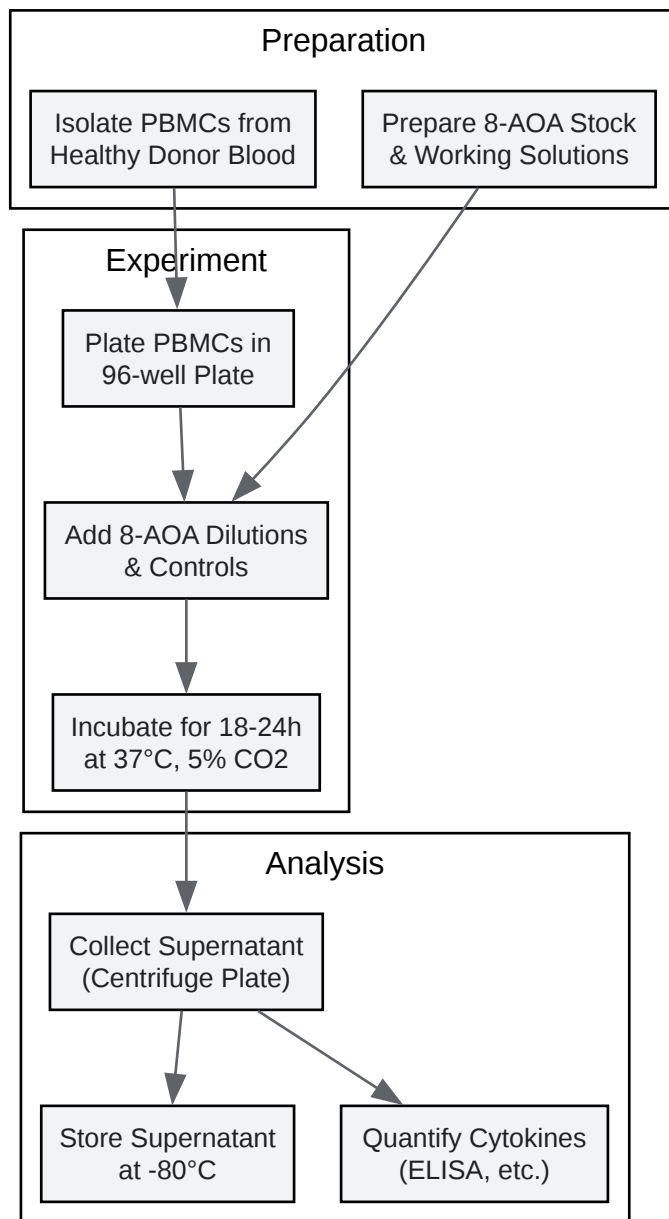 Preparation
Isolate PBMCs from
Healthy Donor Blood
Prepare 8-AOA Stock
& Working Solutions
Experiment
Plate PBMCs in
96-well Plate
Add 8-AOA Dilutions
& Controls
Incubate for 18-24h
at 37°C, 5% CO2
Analysis
Collect Supernatant
(Centrifuge Plate)
Store Supernatant
at -80°C
Quantify Cytokines
(ELISA, etc.)